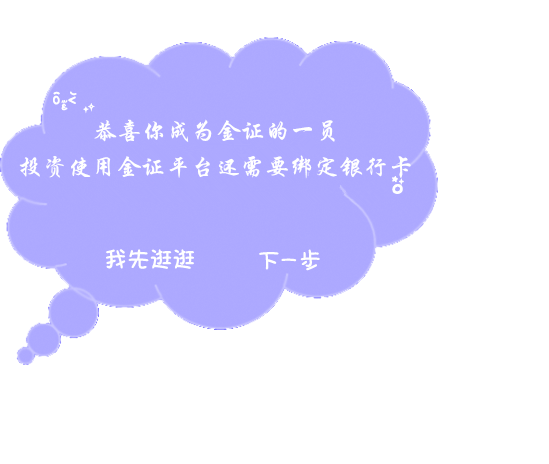 恭喜你成为金证的一员
投资使用金证平台还需要绑定银行卡
我先逛逛 下一步